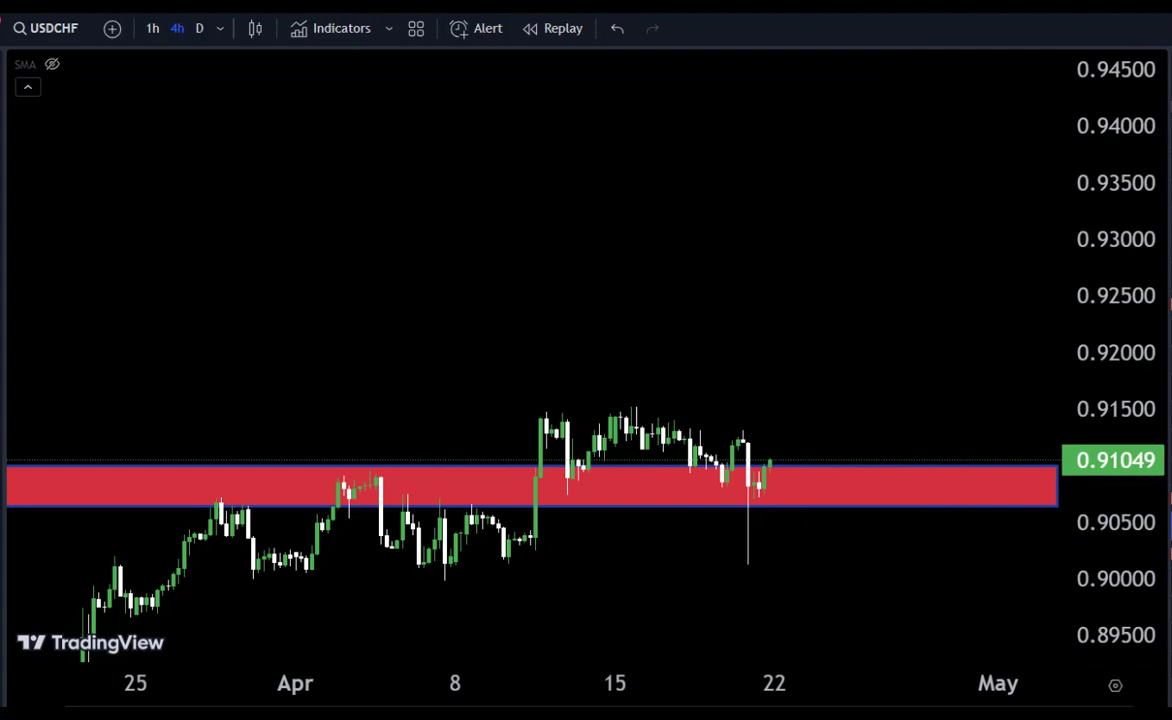 USDCHF 1h 4h D Indicators Alert Replay
SMA
0.94500
0.94000
0.93500
0.93000
0.92500
0.92000
0.91500
0.91049
0.90500
0.90000
0.89500
TradingView
25 Apr 8 15 22 May